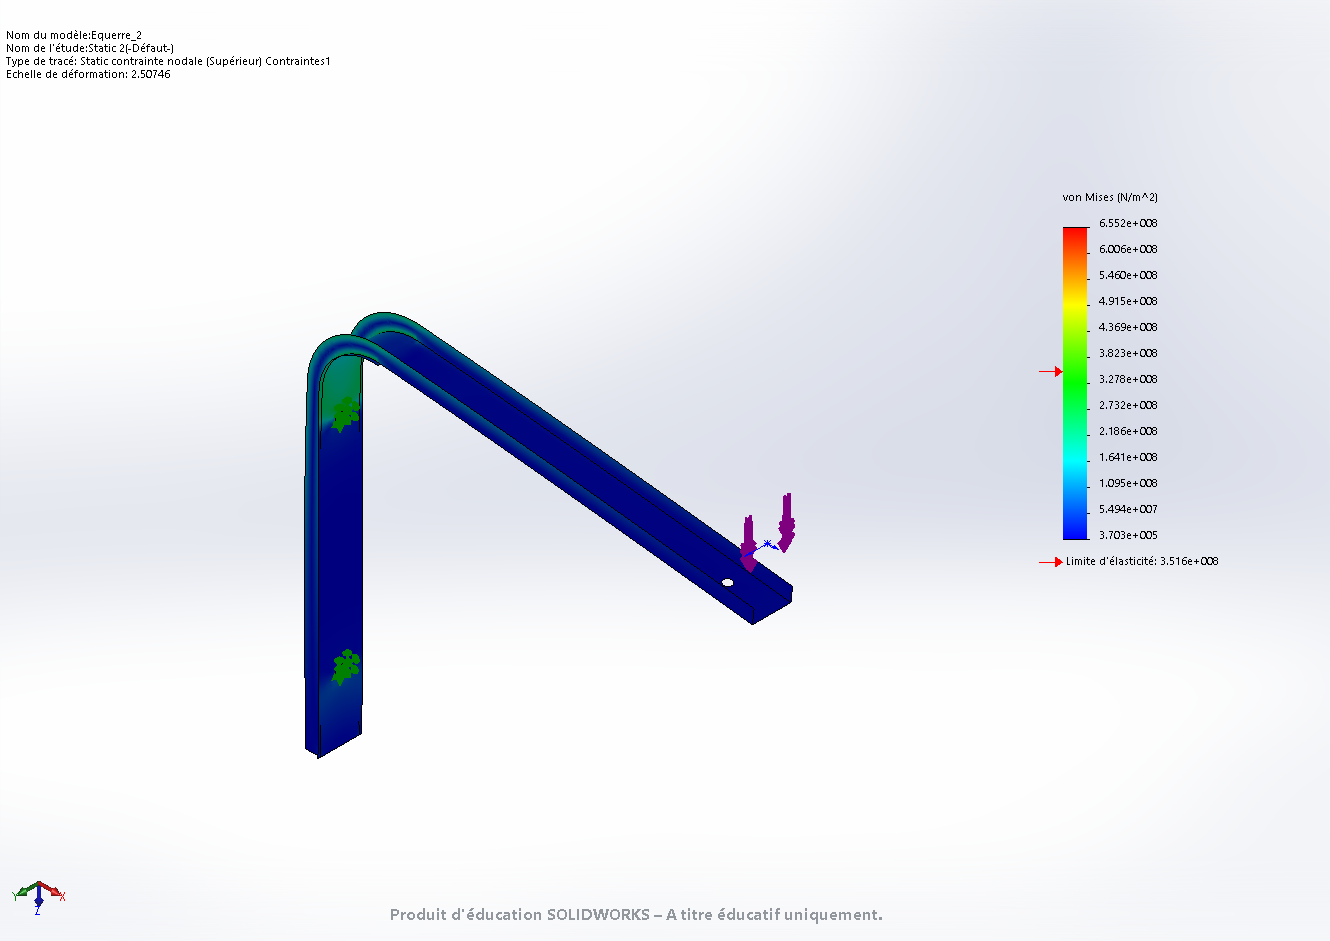 Nom du modèle:Equerre_2
Nom de l'étude:Static 2(-Défaut-)
Type de tracé: Static contrainte nodale (Supérieur) Contraintes1
Echelle de déformation: 2.50746
von Mises (N/m^2)
6.552e+008
6.006e+008
5.460e+008
4.915e+008
4.369e+008
3.823e+008
3.278e+008
2.732e+008
2.186e+008
1.641e+008
1.095e+008
5.494e+007
3.703e+005
Limite d'élasticité: 3.516e+008
Y
X
Z
Produit d'éducation SOLIDWORKS – A titre éducatif uniquement.